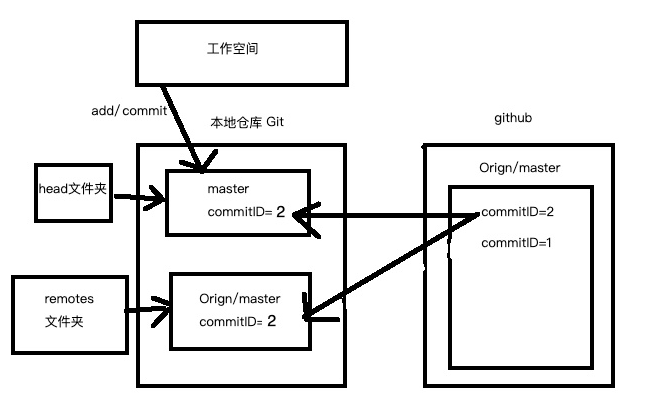 工作空间
add/commit
本地仓库 Git
github
Orign/master
head文件夹
master
commitID= 2
commitID=2
commitID=1
remotes
文件夹
Orign/master
commitID= 2